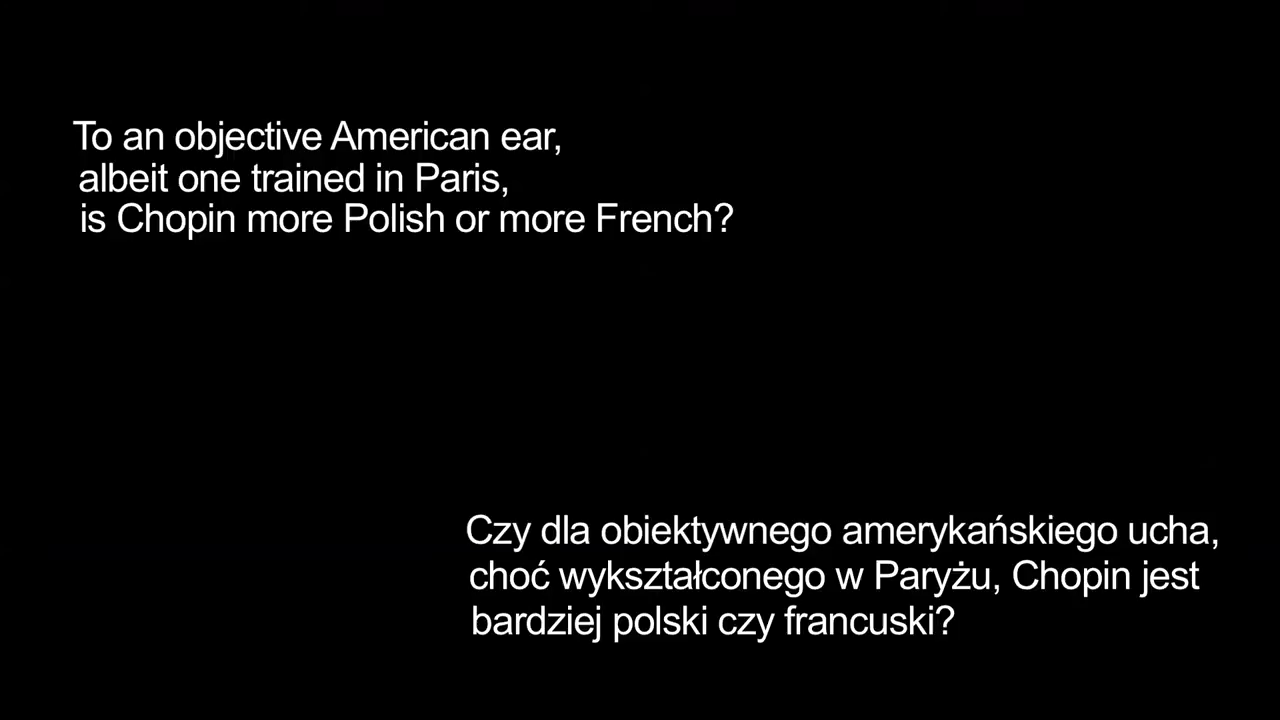 To an objective American ear,
albeit one trained in Paris,
is Chopin more Polish or more French?
Czy dla obiektywnego amerykańskiego ucha,
choć wykształconego w Paryżu, Chopin jest
bardziej polski czy francuski?